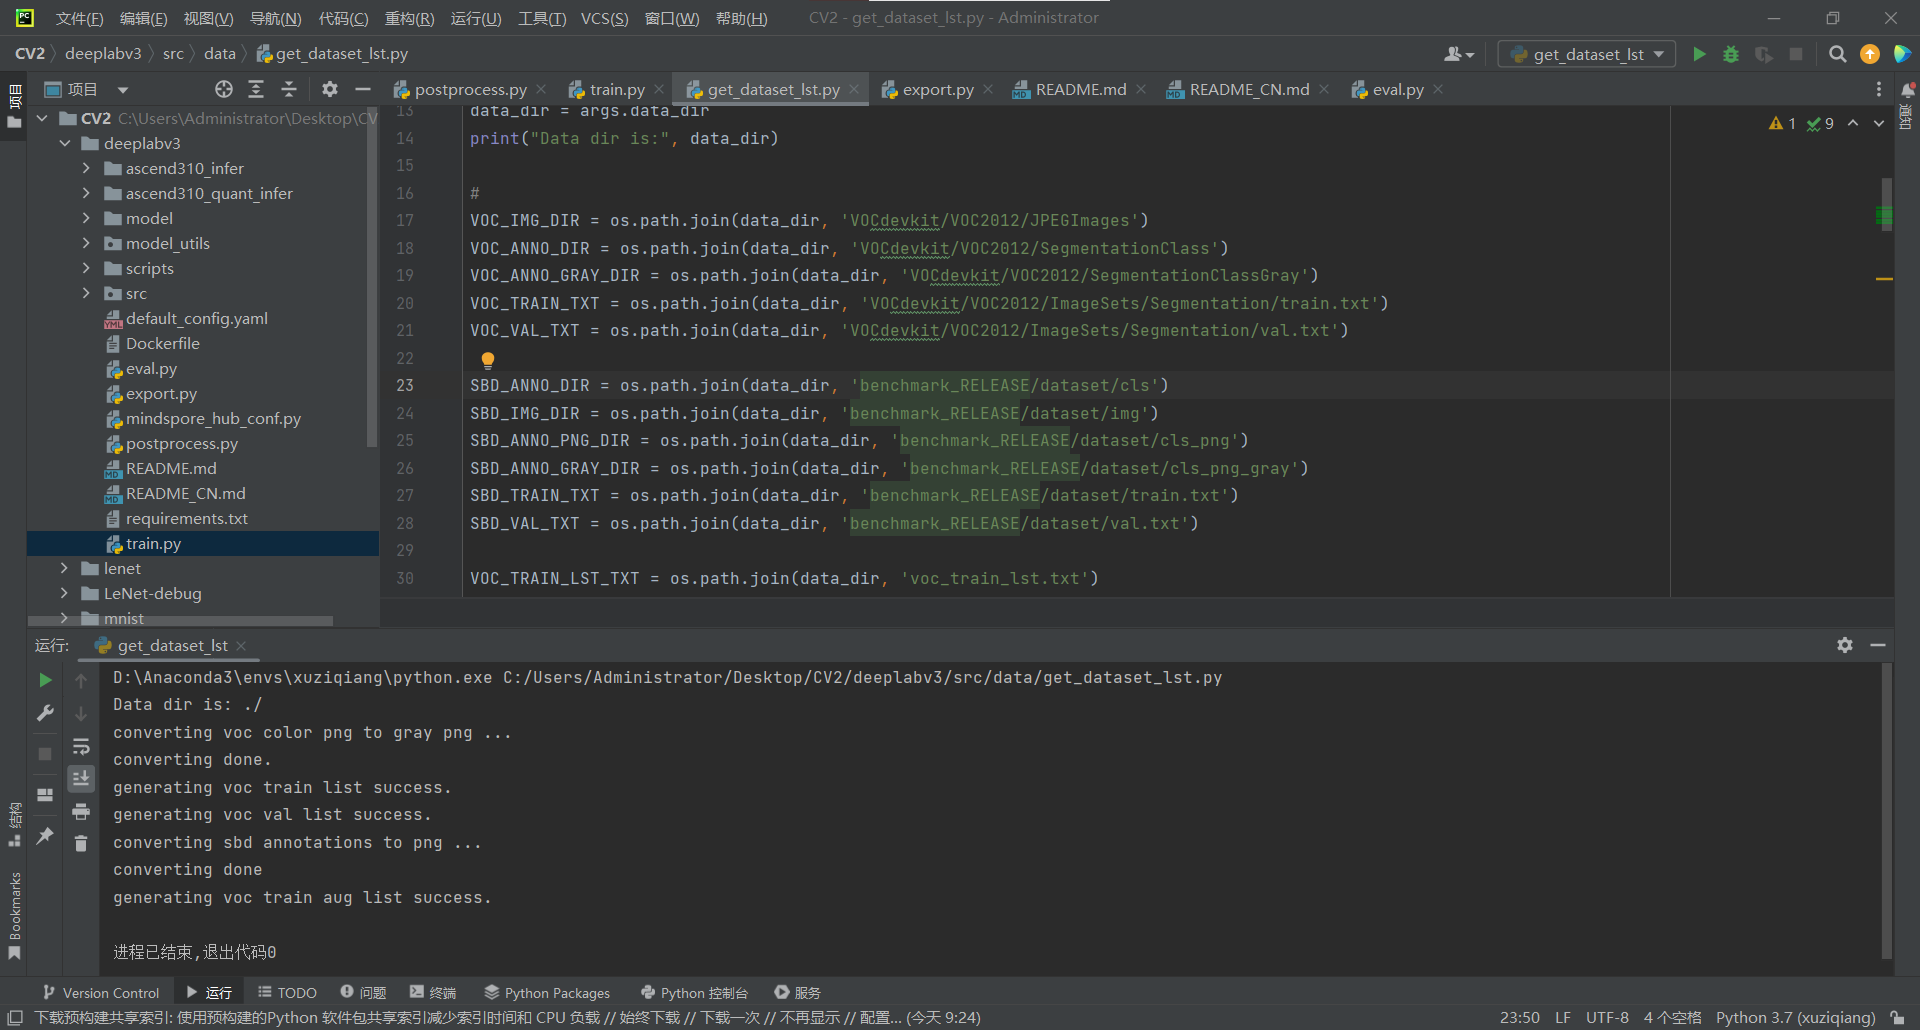 PC 文件(F) 编辑(E) 视图(V) 导航(N) 代码(C) 重构(R) 运行(U) 工具(T) VCS(S) 窗口(W) 帮助(H) CV2 - get_dataset_lst.py - Administrator
CV2 deeplabv3 src data get_dataset_lst.py get_dataset_lst
项目 postprocess.py train.py get_dataset_lst.py export.py README.md README_CN.md eval.py
项目
通知
CV2 C:\Users\Administrator\Desktop\CV
deeplabv3
ascend310_infer
ascend310_quant_infer
model
model_utils
scripts
src
default_config.yaml
Dockerfile
eval.py
export.py
mindspore_hub_conf.py
postprocess.py
README.md
README_CN.md
requirements.txt
train.py
lenet
LeNet-debug
mnist
1 9
13 data_dir = args.data_dir
14 print("Data dir is:", data_dir)
15
16 #
17 VOC_IMG_DIR = os.path.join(data_dir, 'VOCdevkit/VOC2012/JPEGImages')
18 VOC_ANNO_DIR = os.path.join(data_dir, 'VOCdevkit/VOC2012/SegmentationClass')
19 VOC_ANNO_GRAY_DIR = os.path.join(data_dir, 'VOCdevkit/VOC2012/SegmentationClassGray')
20 VOC_TRAIN_TXT = os.path.join(data_dir, 'VOCdevkit/VOC2012/ImageSets/Segmentation/train.txt')
21 VOC_VAL_TXT = os.path.join(data_dir, 'VOCdevkit/VOC2012/ImageSets/Segmentation/val.txt')
22
23 SBD_ANNO_DIR = os.path.join(data_dir, 'benchmark_RELEASE/dataset/cls')
24 SBD_IMG_DIR = os.path.join(data_dir, 'benchmark_RELEASE/dataset/img')
25 SBD_ANNO_PNG_DIR = os.path.join(data_dir, 'benchmark_RELEASE/dataset/cls_png')
26 SBD_ANNO_GRAY_DIR = os.path.join(data_dir, 'benchmark_RELEASE/dataset/cls_png_gray')
27 SBD_TRAIN_TXT = os.path.join(data_dir, 'benchmark_RELEASE/dataset/train.txt')
28 SBD_VAL_TXT = os.path.join(data_dir, 'benchmark_RELEASE/dataset/val.txt')
29
30 VOC_TRAIN_LST_TXT = os.path.join(data_dir, 'voc_train_lst.txt')
运行: get_dataset_lst
D:\Anaconda3\envs\xuziqiang\python.exe C:/Users/Administrator/Desktop/CV2/deeplabv3/src/data/get_dataset_lst.py
Data dir is: ./
converting voc color png to gray png ...
converting done.
generating voc train list success.
generating voc val list success.
converting sbd annotations to png ...
converting done
generating voc train aug list success.
进程已结束,退出代码0
结构
Bookmarks
Version Control 运行 TODO 问题 终端 Python Packages Python 控制台 服务
下载预构建共享索引: 使用预构建的Python 软件包共享索引减少索引时间和 CPU 负载 // 始终下载 // 下载一次 // 不再显示 // 配置... (今天 9:24) 23:50 LF UTF-8 4 个空格 Python 3.7 (xuziqiang)